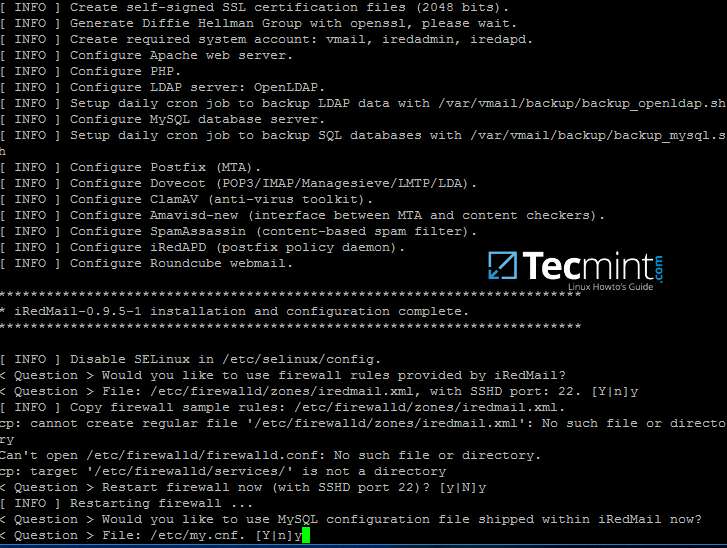 [ INFO ] Create self-signed SSL certification files (2048 bits).
[ INFO ] Generate Diffie Hellman Group with openssl, please wait.
[ INFO ] Create required system account: vmail, iredadmin, iredapd.
[ INFO ] Configure Apache web server.
[ INFO ] Configure PHP.
[ INFO ] Configure LDAP server: OpenLDAP.
[ INFO ] Setup daily cron job to backup LDAP data with /var/vmail/backup/backup_openldap.sh
[ INFO ] Configure MySQL database server.
[ INFO ] Setup daily cron job to backup SQL databases with /var/vmail/backup/backup_mysql.s
h
[ INFO ] Configure Postfix (MTA).
[ INFO ] Configure Dovecot (POP3/IMAP/Managesieve/LMTP/LDA).
[ INFO ] Configure ClamAV (anti-virus toolkit).
[ INFO ] Configure Amavisd-new (interface between MTA and content checkers).
[ INFO ] Configure SpamAssassin (content-based spam filter).
[ INFO ] Configure iRedAPD (postfix policy daemon).
[ INFO ] Configure Roundcube webmail.
Tecmint.com
Linux Howto's Guide
*************************************************************************
* iRedMail-0.9.5-1 installation and configuration complete.
*************************************************************************
[ INFO ] Disable SELinux in /etc/selinux/config.
< Question > Would you like to use firewall rules provided by iRedMail?
< Question > File: /etc/firewalld/zones/iredmail.xml, with SSHD port: 22. [Y|n]y
[ INFO ] Copy firewall sample rules: /etc/firewalld/zones/iredmail.xml.
cp: cannot create regular file '/etc/firewalld/zones/iredmail.xml': No such file or directo
ry
Can't open /etc/firewalld/firewalld.conf: No such file or directory.
cp: target '/etc/firewalld/services/' is not a directory
< Question > Restart firewall now (with SSHD port 22)? [y|N]y
[ INFO ] Restarting firewall ...
< Question > Would you like to use MySQL configuration file shipped within iRedMail now?
< Question > File: /etc/my.cnf. [Y|n]y